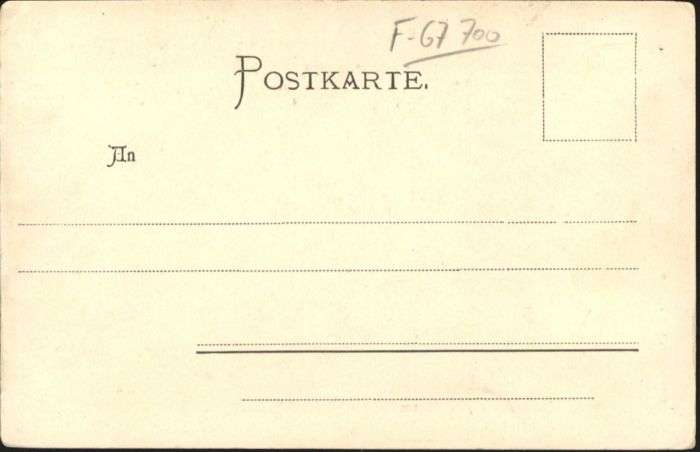 F-67 700
POSTKARTE.
An